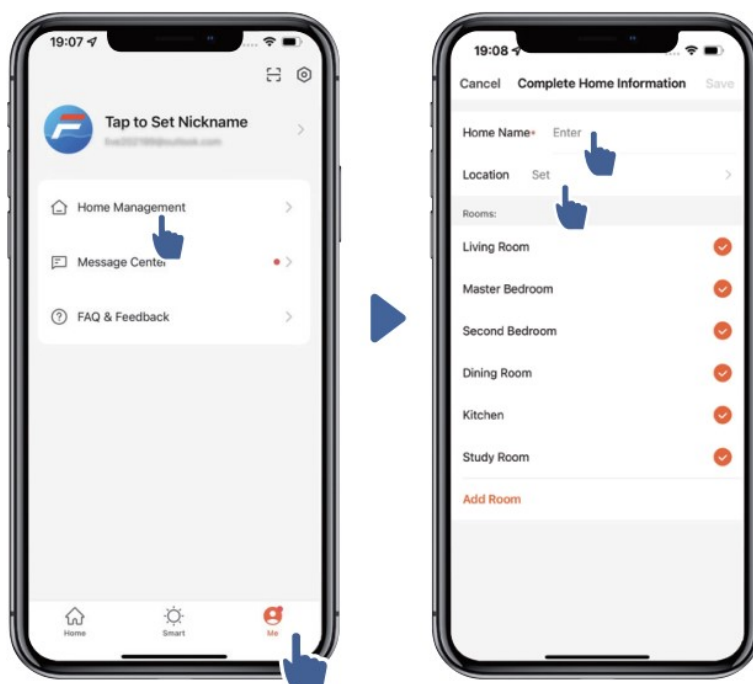 19:07
Tap to Set Nickname
Home Management
Message Center
FAQ & Feedback
Home
Smart
Me
19:08
Cancel Complete Home Information Save
Home Name* Enter
Location Set
Rooms:
Living Room
Master Bedroom
Second Bedroom
Dining Room
Kitchen
Study Room
Add Room